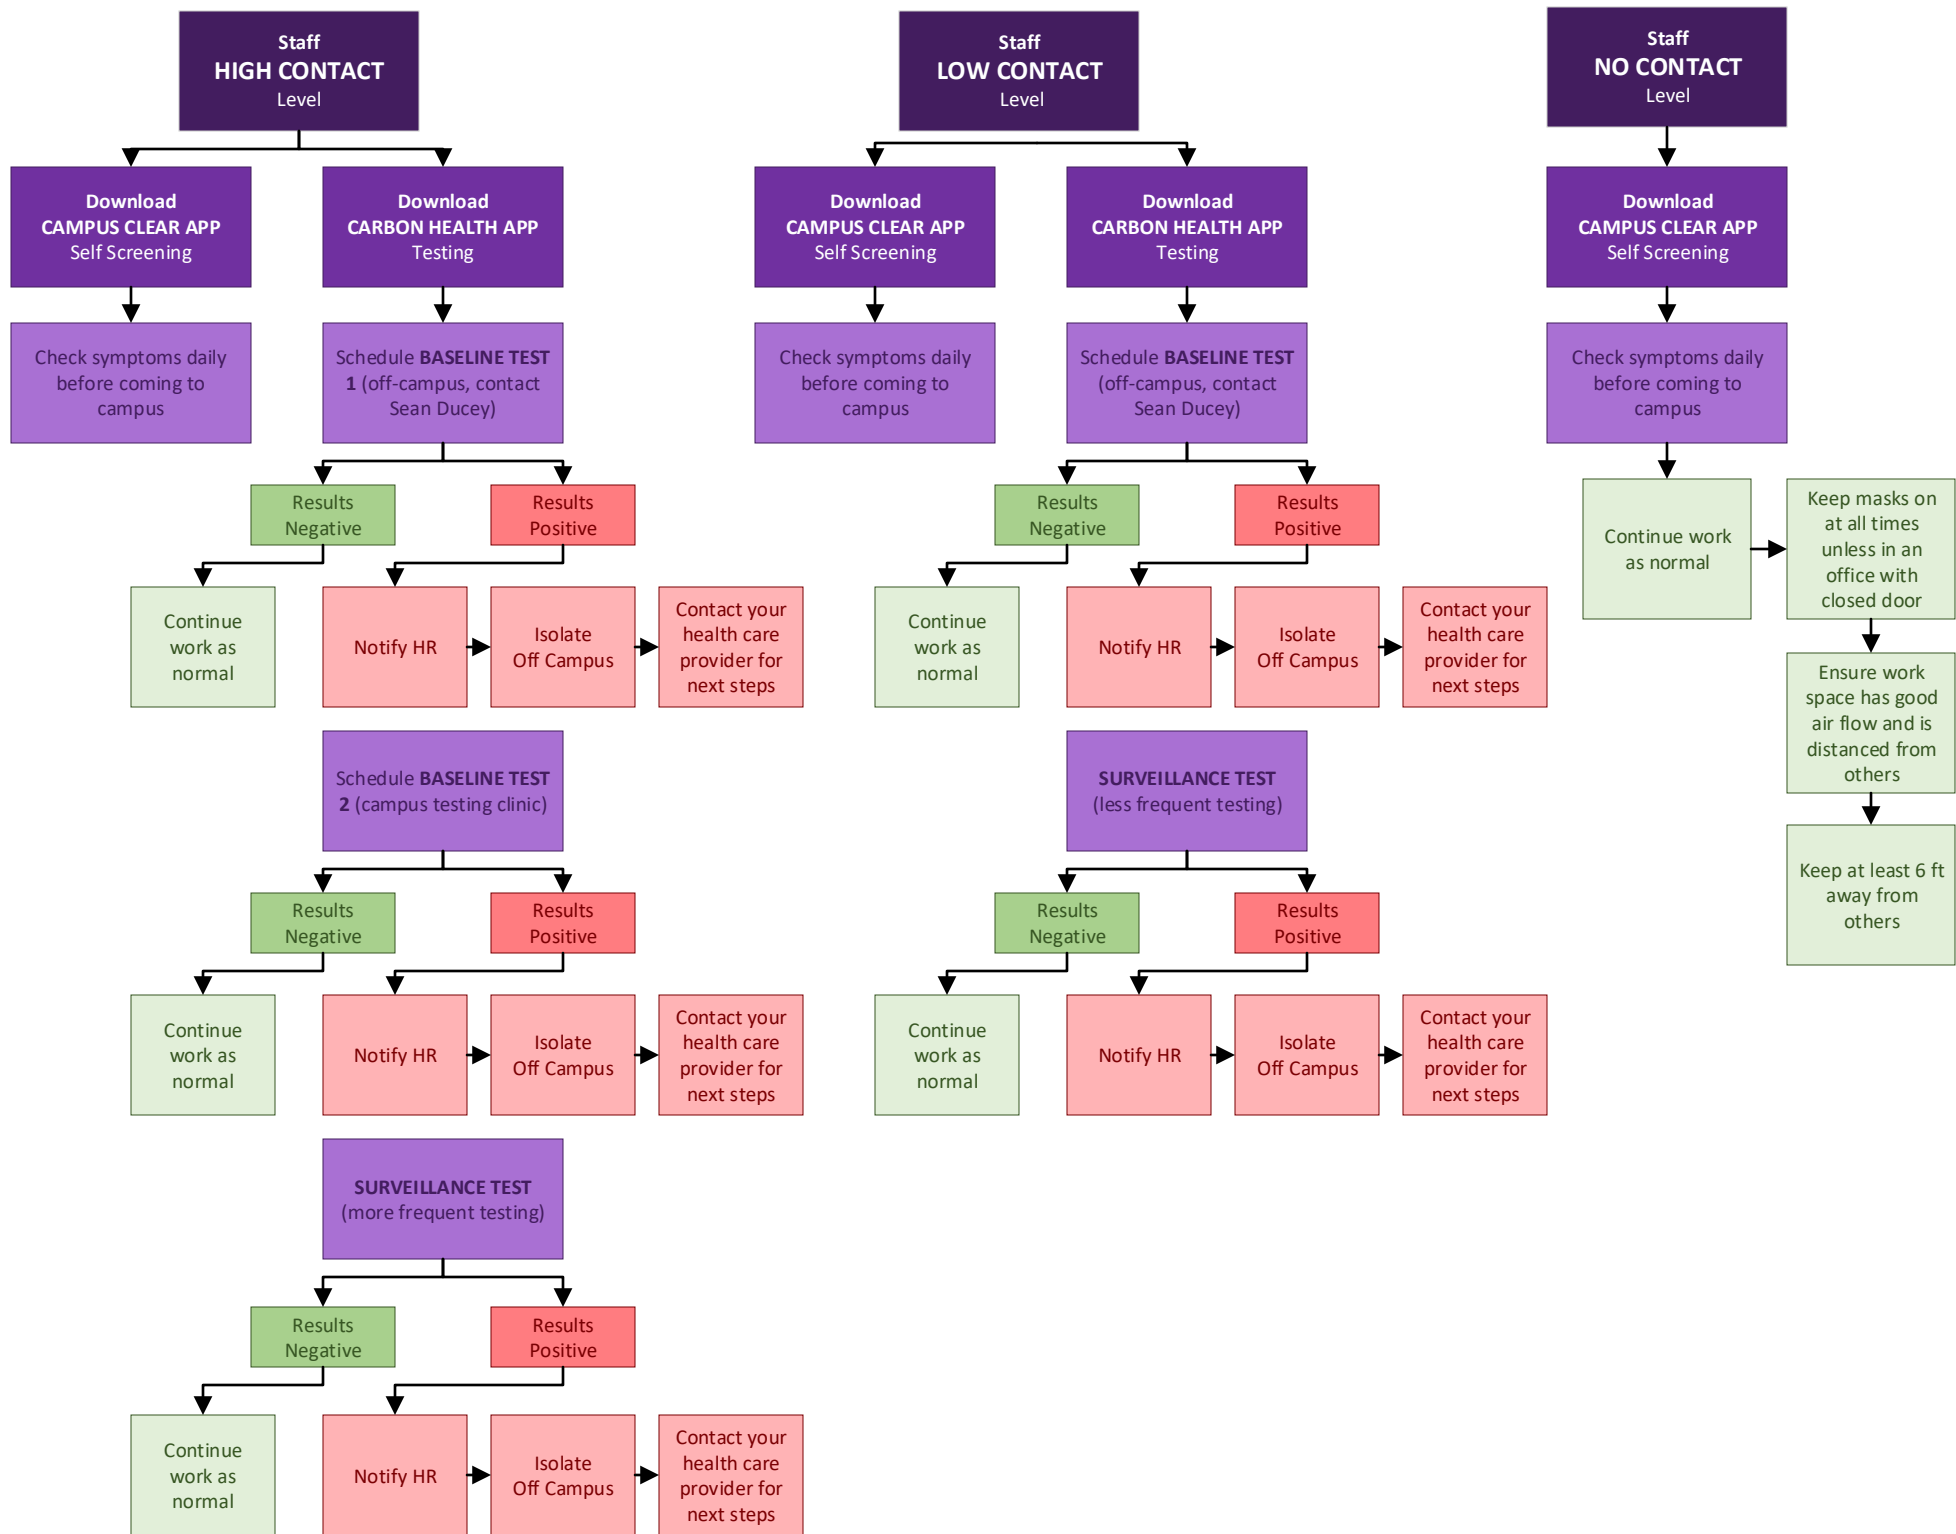 Staff
HIGH CONTACT
Level
Download
CAMPUS CLEAR APP
Self Screening
Check symptoms daily
before coming to
campus
Download
CARBON HEALTH APP
Testing
Schedule BASELINE TEST
1 (off-campus, contact
Sean Ducey)
Results
Negative
Results
Positive
Continue
work as
normal
Notify HR
Isolate
Off Campus
Contact your
health care
provider for
next steps
Schedule BASELINE TEST
2 (campus testing clinic)
Results
Negative
Results
Positive
Continue
work as
normal
Notify HR
Isolate
Off Campus
Contact your
health care
provider for
next steps
SURVEILLANCE TEST
(more frequent testing)
Results
Negative
Results
Positive
Continue
work as
normal
Notify HR
Isolate
Off Campus
Contact your
health care
provider for
next steps
Staff
LOW CONTACT
Level
Download
CAMPUS CLEAR APP
Self Screening
Check symptoms daily
before coming to
campus
Download
CARBON HEALTH APP
Testing
Schedule BASELINE TEST
(off-campus, contact
Sean Ducey)
Results
Negative
Results
Positive
Continue
work as
normal
Notify HR
Isolate
Off Campus
Contact your
health care
provider for
next steps
SURVEILLANCE TEST
(less frequent testing)
Results
Negative
Results
Positive
Continue
work as
normal
Notify HR
Isolate
Off Campus
Contact your
health care
provider for
next steps
Staff
NO CONTACT
Level
Download
CAMPUS CLEAR APP
Self Screening
Check symptoms daily
before coming to
campus
Continue work
as normal
Keep masks on
at all times
unless in an
office with
closed door
Ensure work
space has good
air flow and is
distanced from
others
Keep at least 6 ft
away from
others